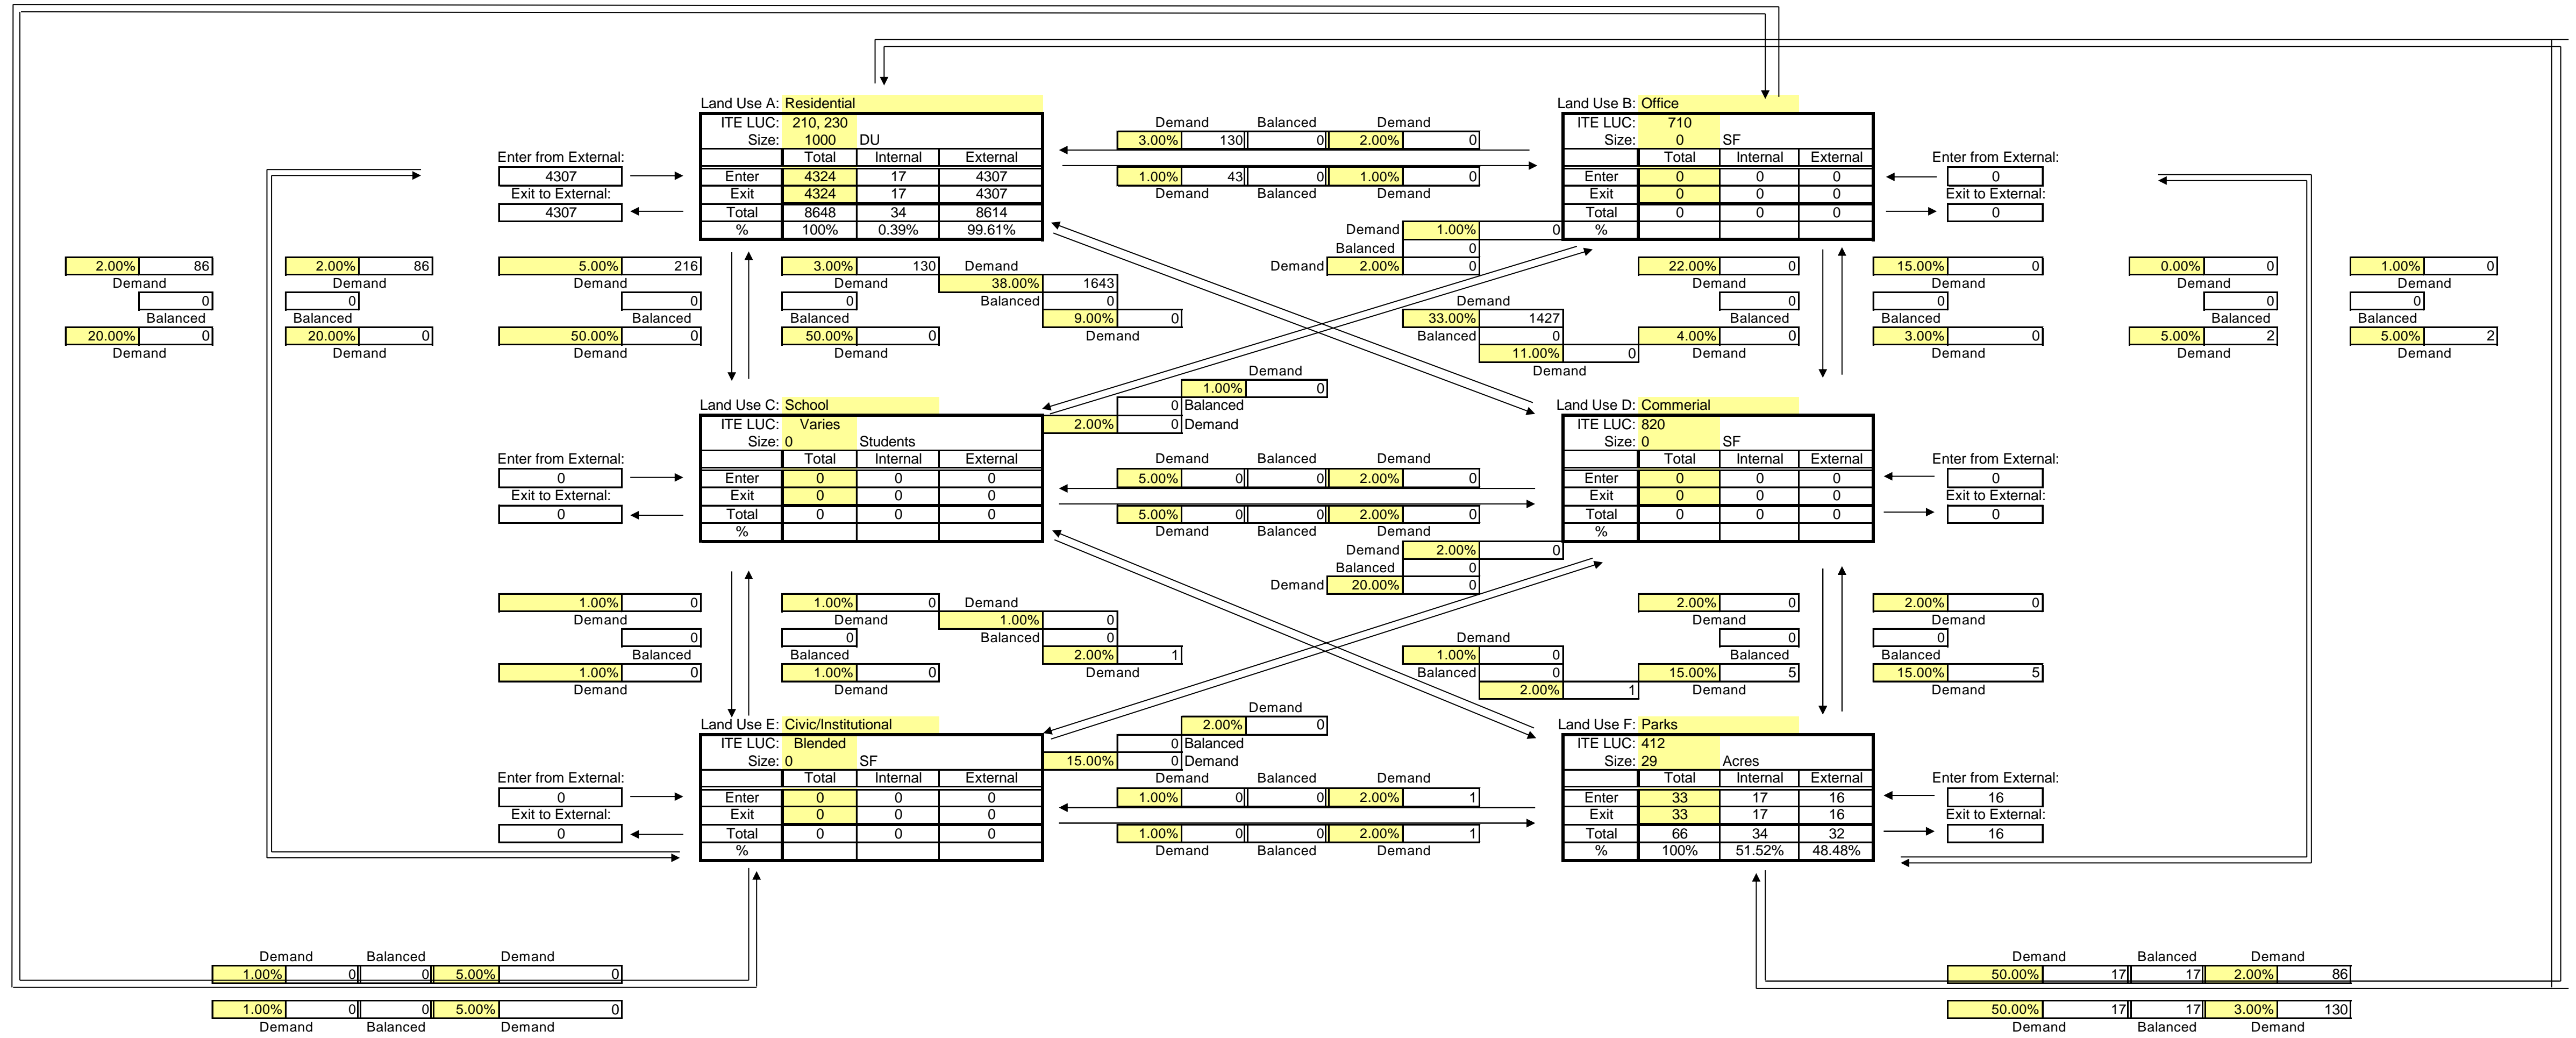 Land Use A: Residential
Land Use B: Office
ITE LUC: 210, 230
Demand Balanced Demand
ITE LUC: 710
Size: 1000 DU
3.00% 130 0 2.00% 0
Size: 0 SF
Enter from External:
Total Internal External
Total Internal External
Enter from External:
4307
Enter 4324 17 4307
1.00% 43 0 1.00% 0
Enter 0 0 0
0
Exit to External:
Exit 4324 17 4307
Demand Balanced Demand
Exit 0 0 0
Exit to External:
4307
Total 8648 34 8614
Total 0 0 0
0
% 100% 0.39% 99.61%
Demand 1.00% 0
%
Balanced 0
Demand 2.00% 0
2.00% 86
2.00% 86
5.00% 216
3.00% 130
Demand
22.00% 0
15.00% 0
0.00% 0
1.00% 0
Demand
Demand
Demand
Demand
38.00% 1643
Demand
Demand
Demand
Demand
0
0
0
0
Balanced 0
Demand
0
0
0
0
Balanced
Balanced
Balanced
Balanced
9.00% 0
33.00% 1427
Balanced
Balanced
Balanced
Balanced
20.00% 0
20.00% 0
50.00% 0
50.00% 0
Demand
Balanced 0
4.00% 0
3.00% 0
5.00% 2
5.00% 2
Demand
Demand
Demand
Demand
11.00% 0
Demand
Demand
Demand
Demand
Demand
Demand
1.00% 0
Land Use C: School
0 Balanced
Land Use D: Commerial
ITE LUC: Varies
2.00% 0 Demand
ITE LUC: 820
Size: 0 Students
Size: 0 SF
Enter from External:
Total Internal External
Demand Balanced Demand
Total Internal External
Enter from External:
0
Enter 0 0 0
5.00% 0 0 2.00% 0
Enter 0 0 0
0
Exit to External:
Exit 0 0 0
Exit 0 0 0
Exit to External:
0
Total 0 0 0
5.00% 0 0 2.00% 0
Total 0 0 0
0
%
Demand Balanced Demand
%
Demand 2.00% 0
Balanced 0
Demand 20.00% 0
1.00% 0
1.00% 0
Demand
2.00% 0
2.00% 0
Demand
Demand
1.00% 0
Demand
Demand
0
0
Balanced 0
Demand
0
0
Balanced
Balanced
2.00% 1
1.00% 0
Balanced
Balanced
1.00% 0
1.00% 0
Demand
Balanced 0
15.00% 5
15.00% 5
Demand
Demand
2.00% 1
Demand
Demand
Demand
Land Use E: Civic/Institutional
2.00% 0
Land Use F: Parks
ITE LUC: Blended
0 Balanced
ITE LUC: 412
Size: 0 SF
15.00% 0 Demand
Size: 29 Acres
Enter from External:
Total Internal External
Demand Balanced Demand
Total Internal External
Enter from External:
0
Enter 0 0 0
1.00% 0 0 2.00% 1
Enter 33 17 16
16
Exit to External:
Exit 0 0 0
Exit 33 17 16
Exit to External:
0
Total 0 0 0
1.00% 0 0 2.00% 1
Total 66 34 32
16
%
Demand Balanced Demand
% 100% 51.52% 48.48%
Demand Balanced Demand
Demand Balanced Demand
1.00% 0 0 5.00% 0
50.00% 17 17 2.00% 86
1.00% 0 0 5.00% 0
50.00% 17 17 3.00% 130
Demand Balanced Demand
Demand Balanced Demand